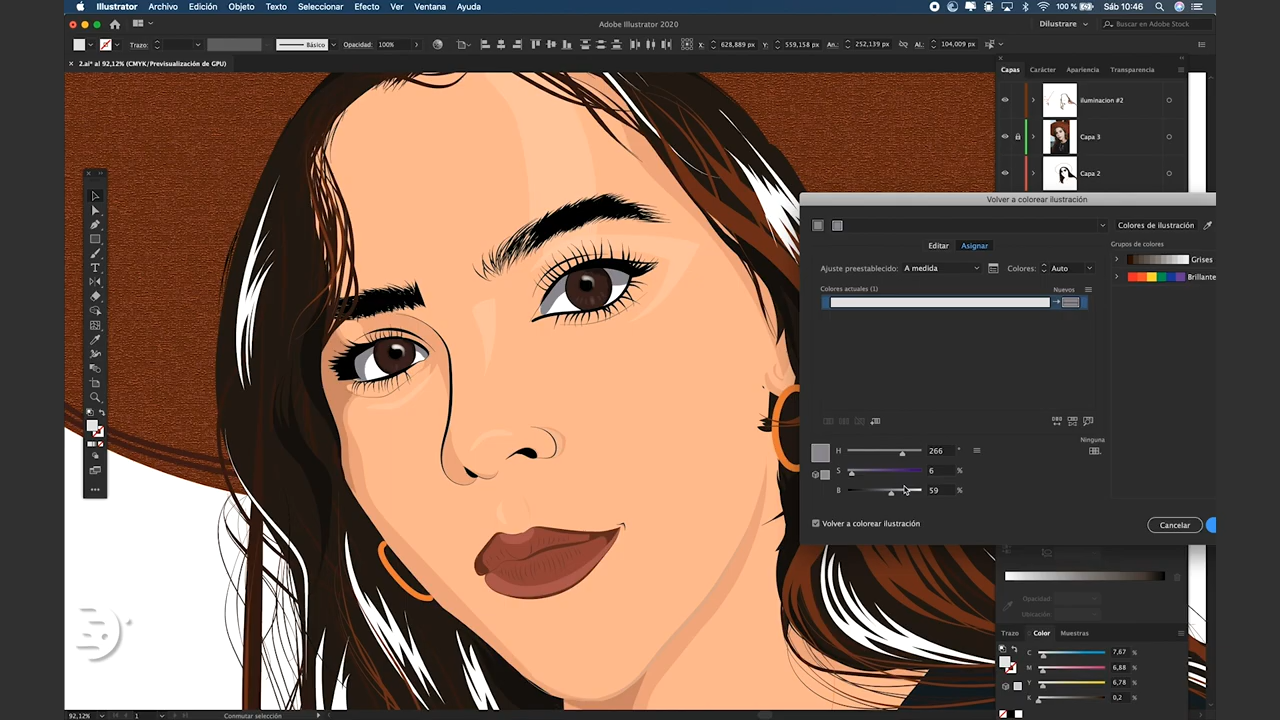 Illustrator Archivo Edición Objeto Texto Seleccionar Efecto Ver Ventana Ayuda 100 % Sáb 10:46
Adobe Illustrator 2020 Dilustrare Buscar en Adobe Stock
Trazo: Básico Opacidad: 100% X: 628,889 px Y: 559,158 px An.: 252,139 px Al.: 104,009 px
× 2.ai* al 92,12% (CMYK/Previsualización de GPU)
Capas Carácter Apariencia Transparencia
iluminacion #2
Capa 3
Capa 2
Volver a colorear ilustración
Colores de ilustración
Editar Asignar
Grupos de colores
Ajuste preestablecido: A medida Colores: Auto
Grises
Brillante
Colores actuales (1) Nuevos
Ninguna
H 266 °
S 6 %
B 59 %
Volver a colorear ilustración
Cancelar
Opacidad:
Ubicación:
Trazo Color Muestras
C 7,67 %
M 6,88 %
Y 6,78 %
K 0,2 %
92,12% 1 Conmutar selección